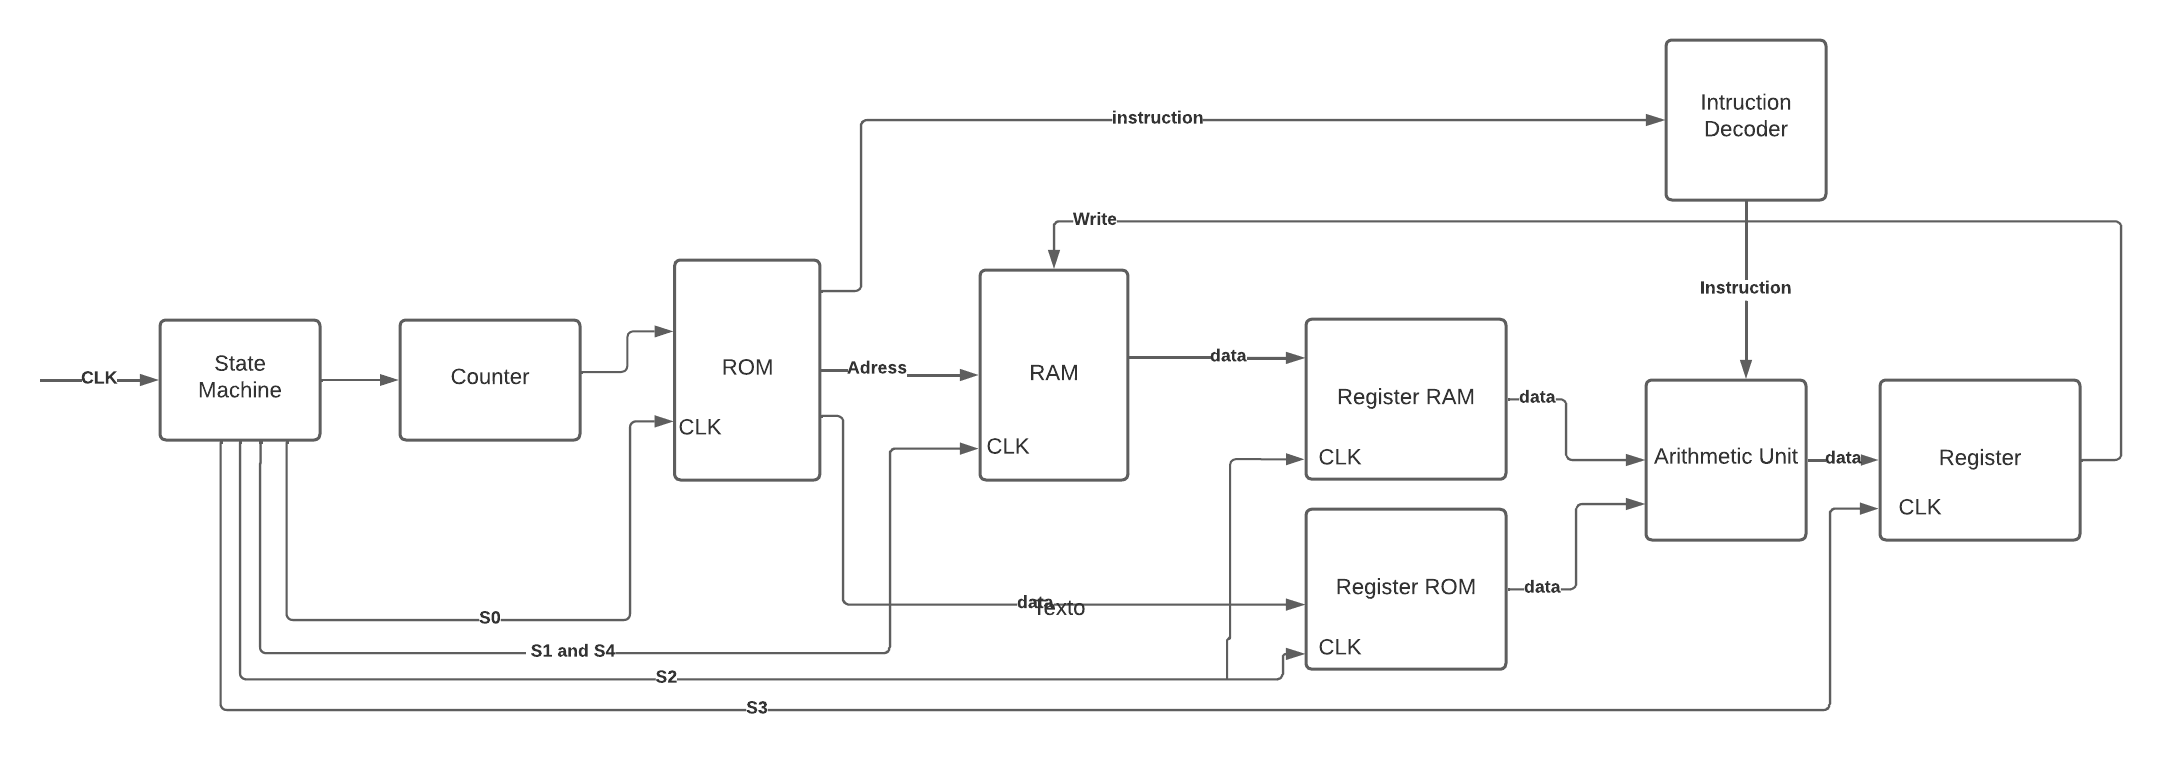 Intruction
Decoder
instruction
Write
Instruction
CLK
State
Machine
Counter
ROM
CLK
Adress
RAM
CLK
data
Register RAM
CLK
data
Arithmetic Unit
data
Register
CLK
data
Texto
Register ROM
CLK
data
S0
S1 and S4
S2
S3